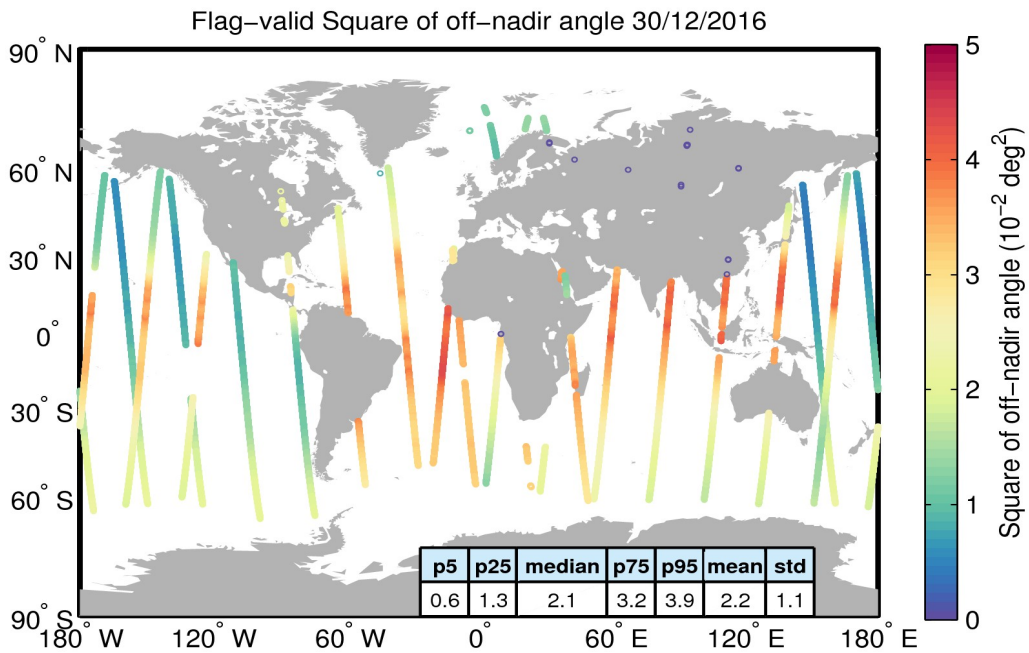 Flag-valid Square of off-nadir angle 30/12/2016
90° N
60° N
30° N
0°
30° S
60° S
90° S
180° W
120° W
60° W
0°
60° E
120° E
180° E
p5 p25 median p75 p95 mean std
0.6 1.3 2.1 3.2 3.9 2.2 1.1
5
4
3
2
1
0
Square of off-nadir angle (10⁻² deg²)